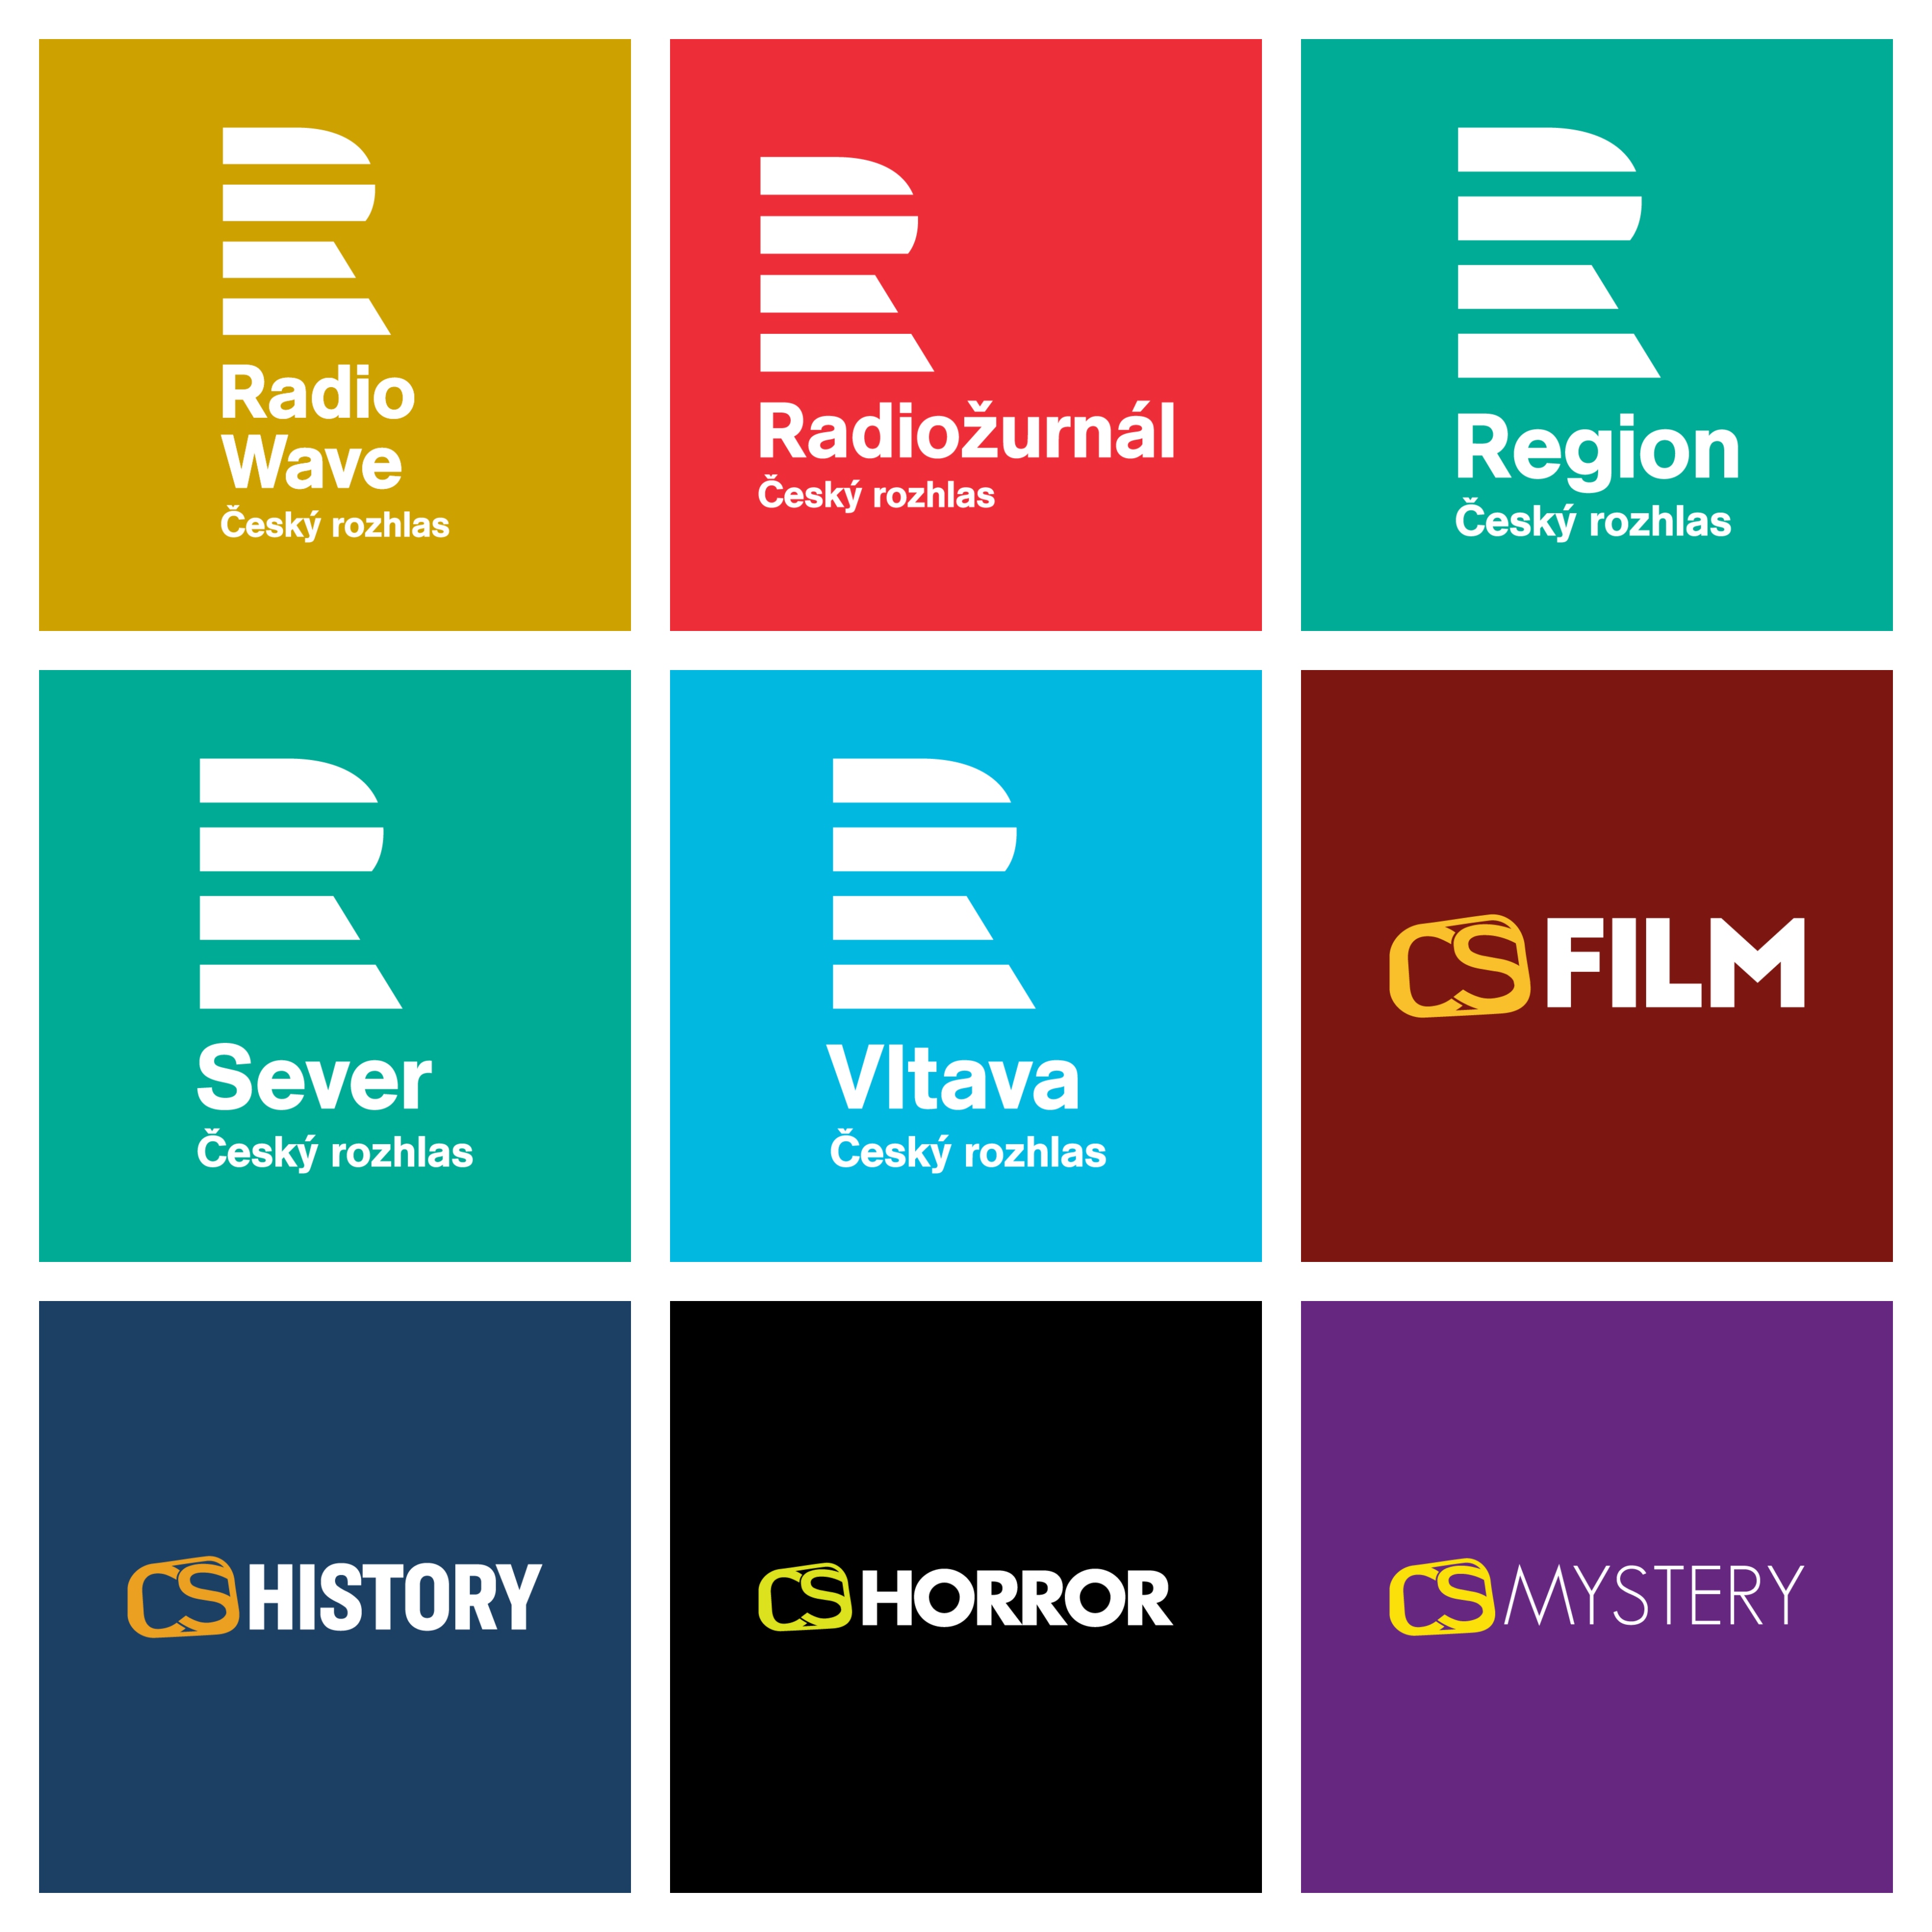 Radio
Wave
Český rozhlas
Radiožurnál
Český rozhlas
Region
Český rozhlas
Sever
Český rozhlas
Vltava
Český rozhlas
CS FILM
CS HISTORY
CS HORROR
CS MYSTERY